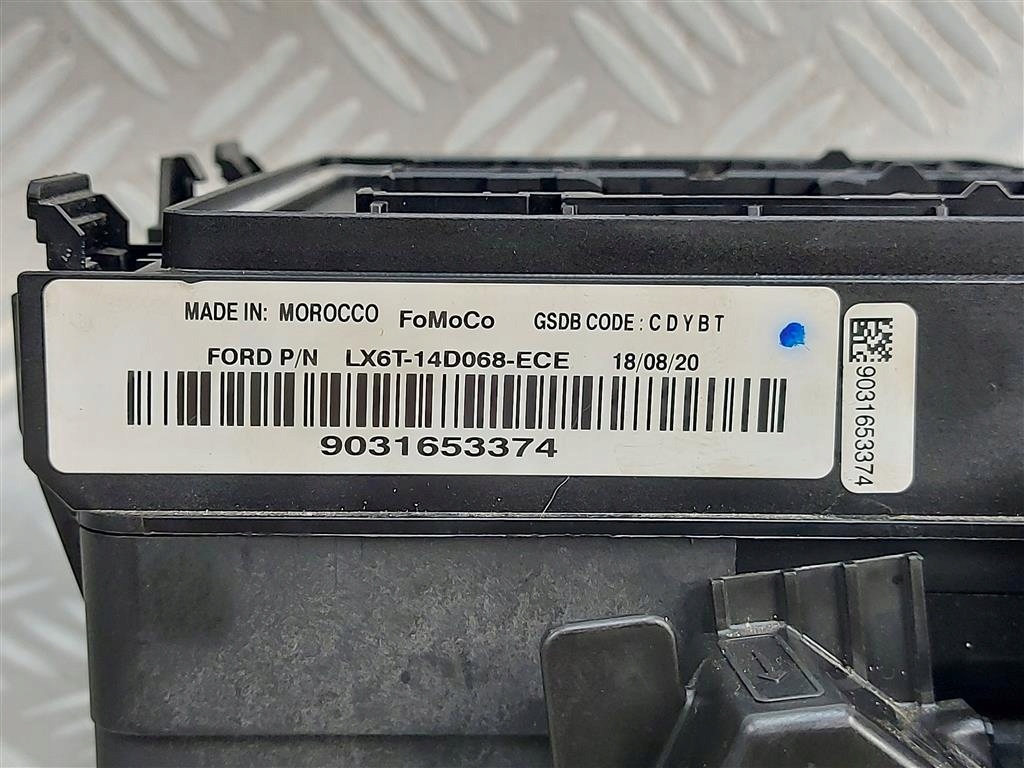 MADE IN: MOROCCO FoMoCo GSDB CODE : C D Y B T
FORD P/N LX6T-14D068-ECE 18/08/20
9031653374
9031653374